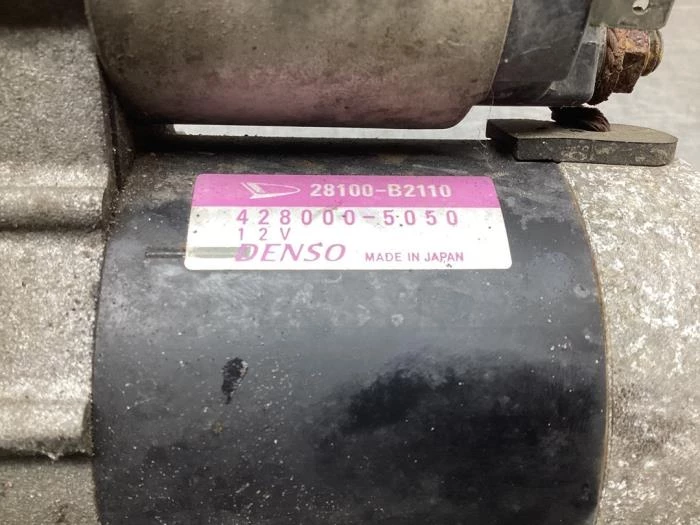 28100-B2110
428000-5050
12V
DENSO MADE IN JAPAN